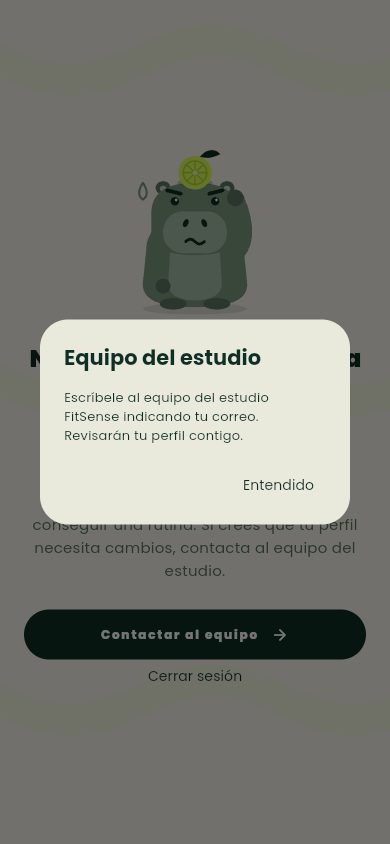 Equipo del estudio
Escríbele al equipo del estudio
FitSense indicando tu correo.
Revisarán tu perfil contigo.
Entendido
conseguir una rutina. Si crees que tu perfil
necesita cambios, contacta al equipo del
estudio.
Contactar al equipo
Cerrar sesión